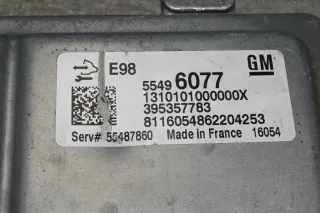 E98
GM
5549 6077
1310101000000X
395357783
8116054862204253
Serv# 55487860 Made in France 16054